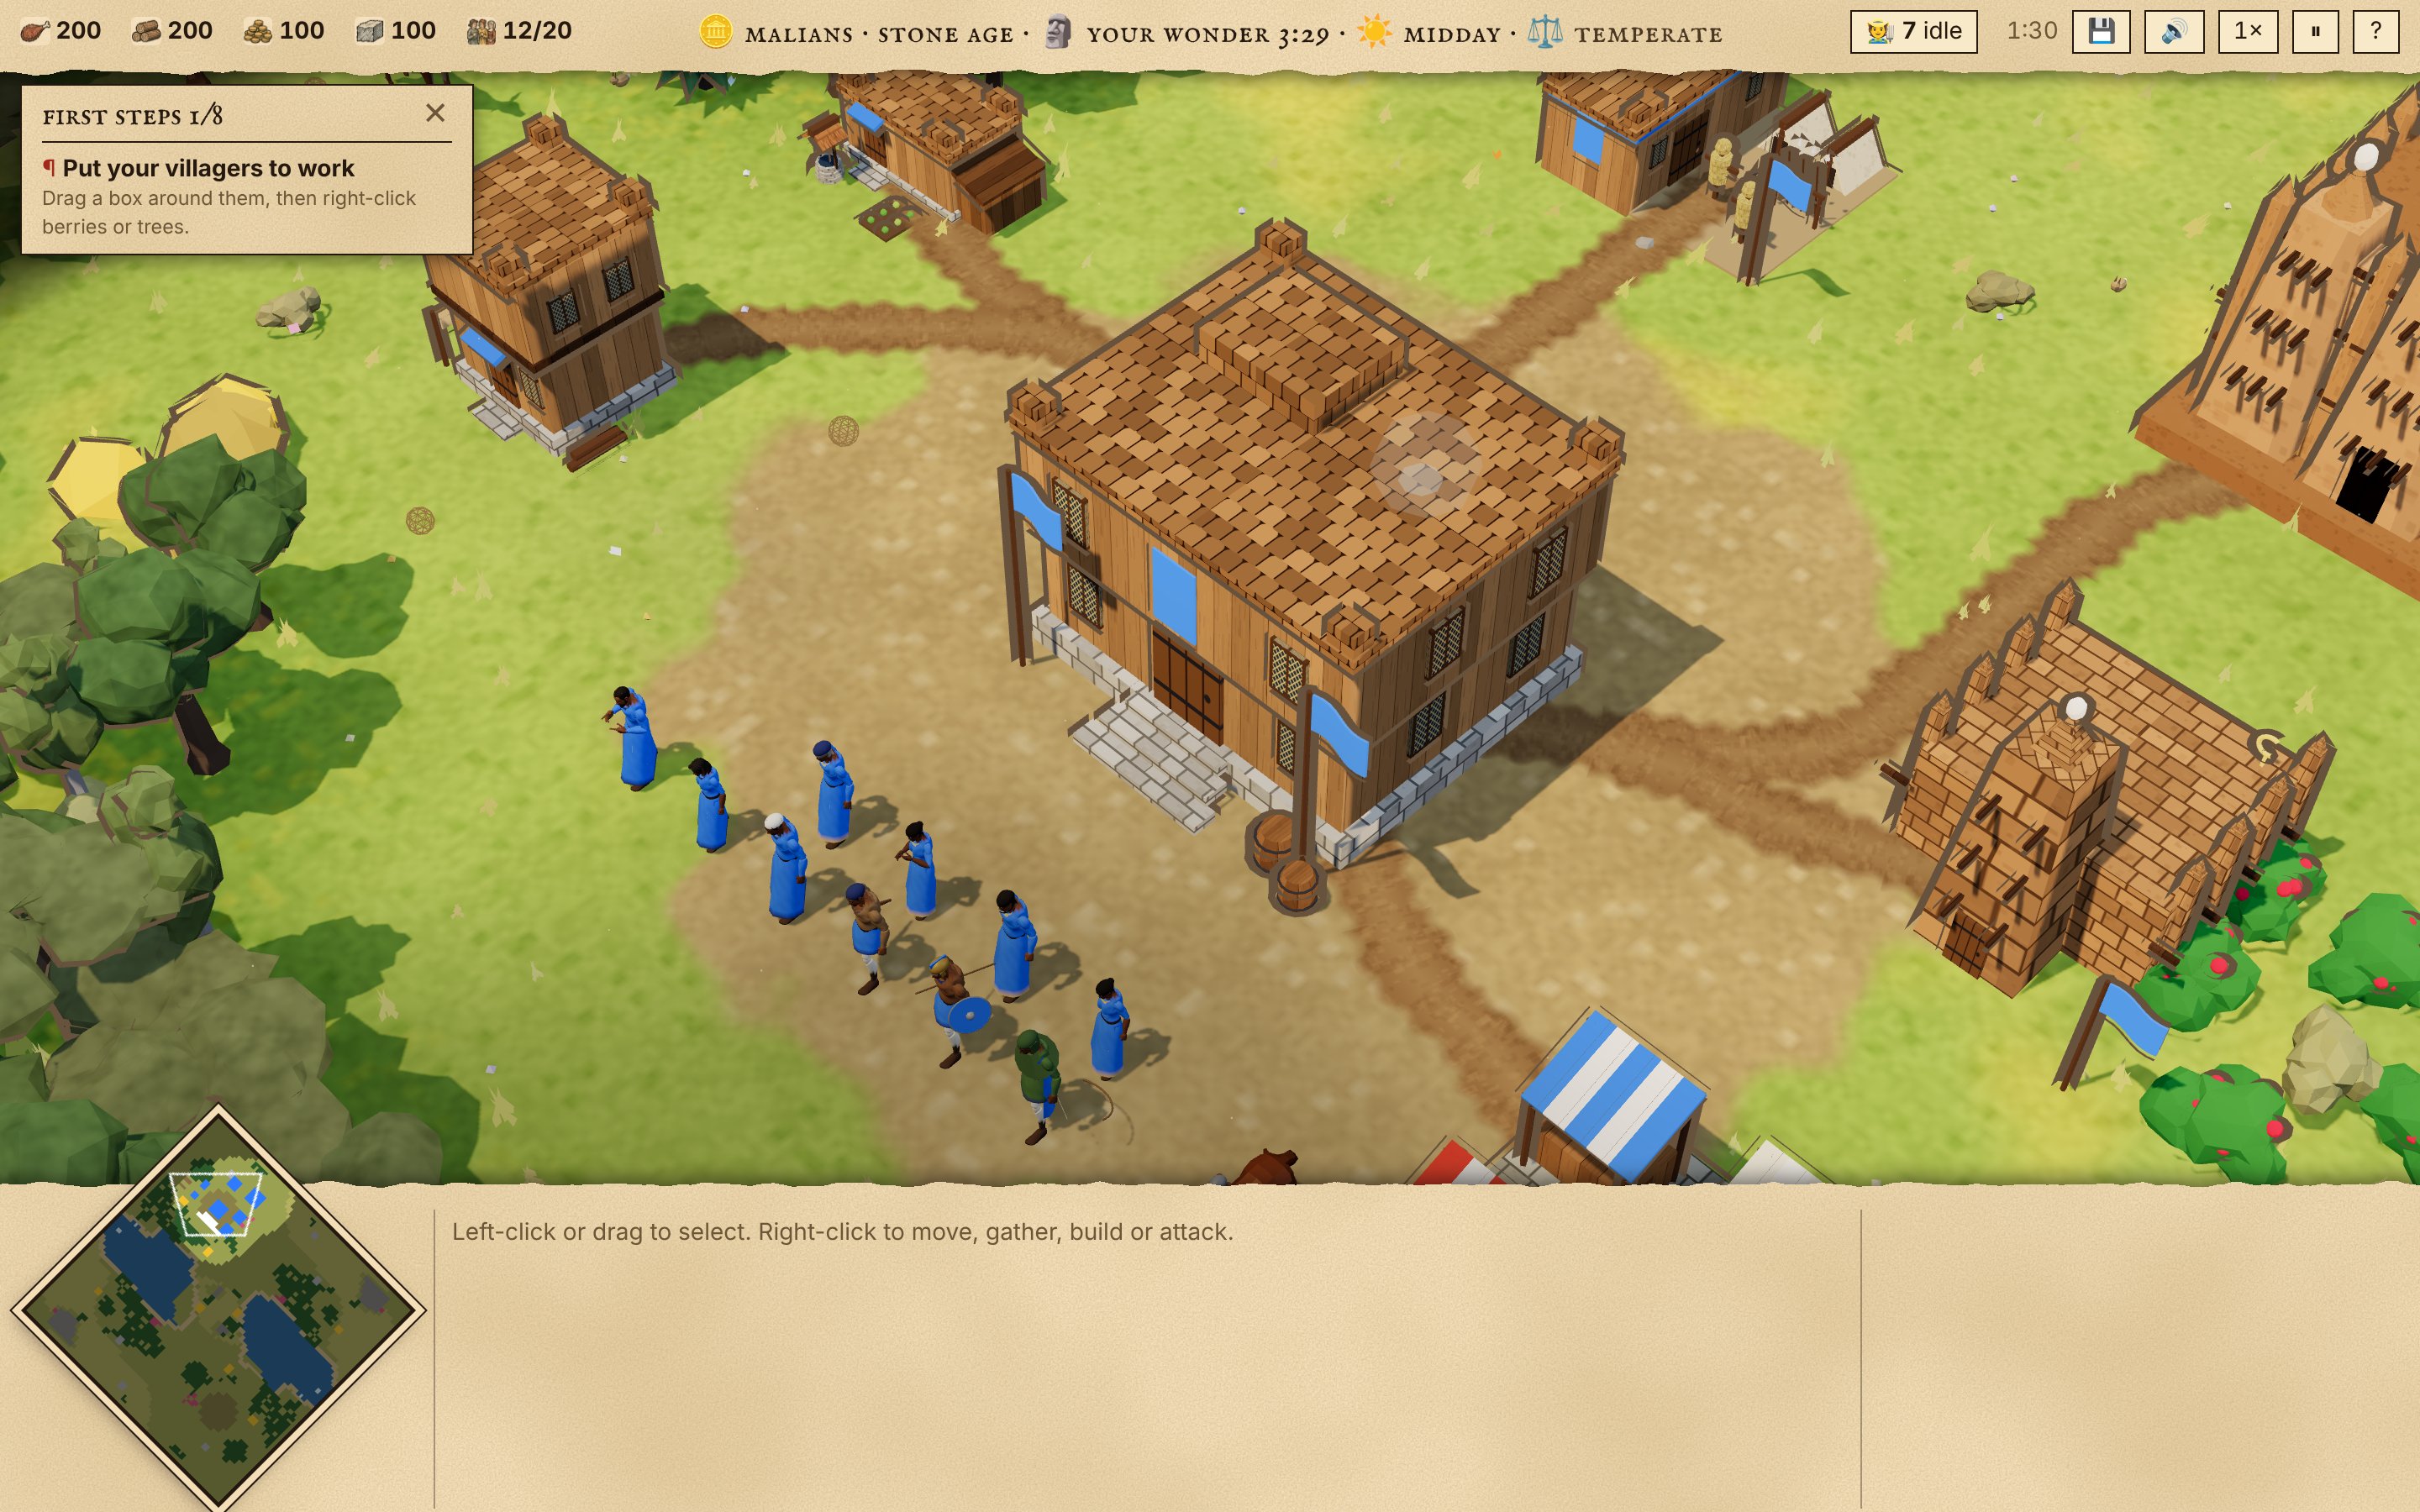 200 200 100 100 12/20
MALIANS · STONE AGE · YOUR WONDER 3:29 · MIDDAY · TEMPERATE
7 idle 1:30 1× ?
FIRST STEPS 1/8
¶ Put your villagers to work
Drag a box around them, then right-click
berries or trees.
Left-click or drag to select. Right-click to move, gather, build or attack.